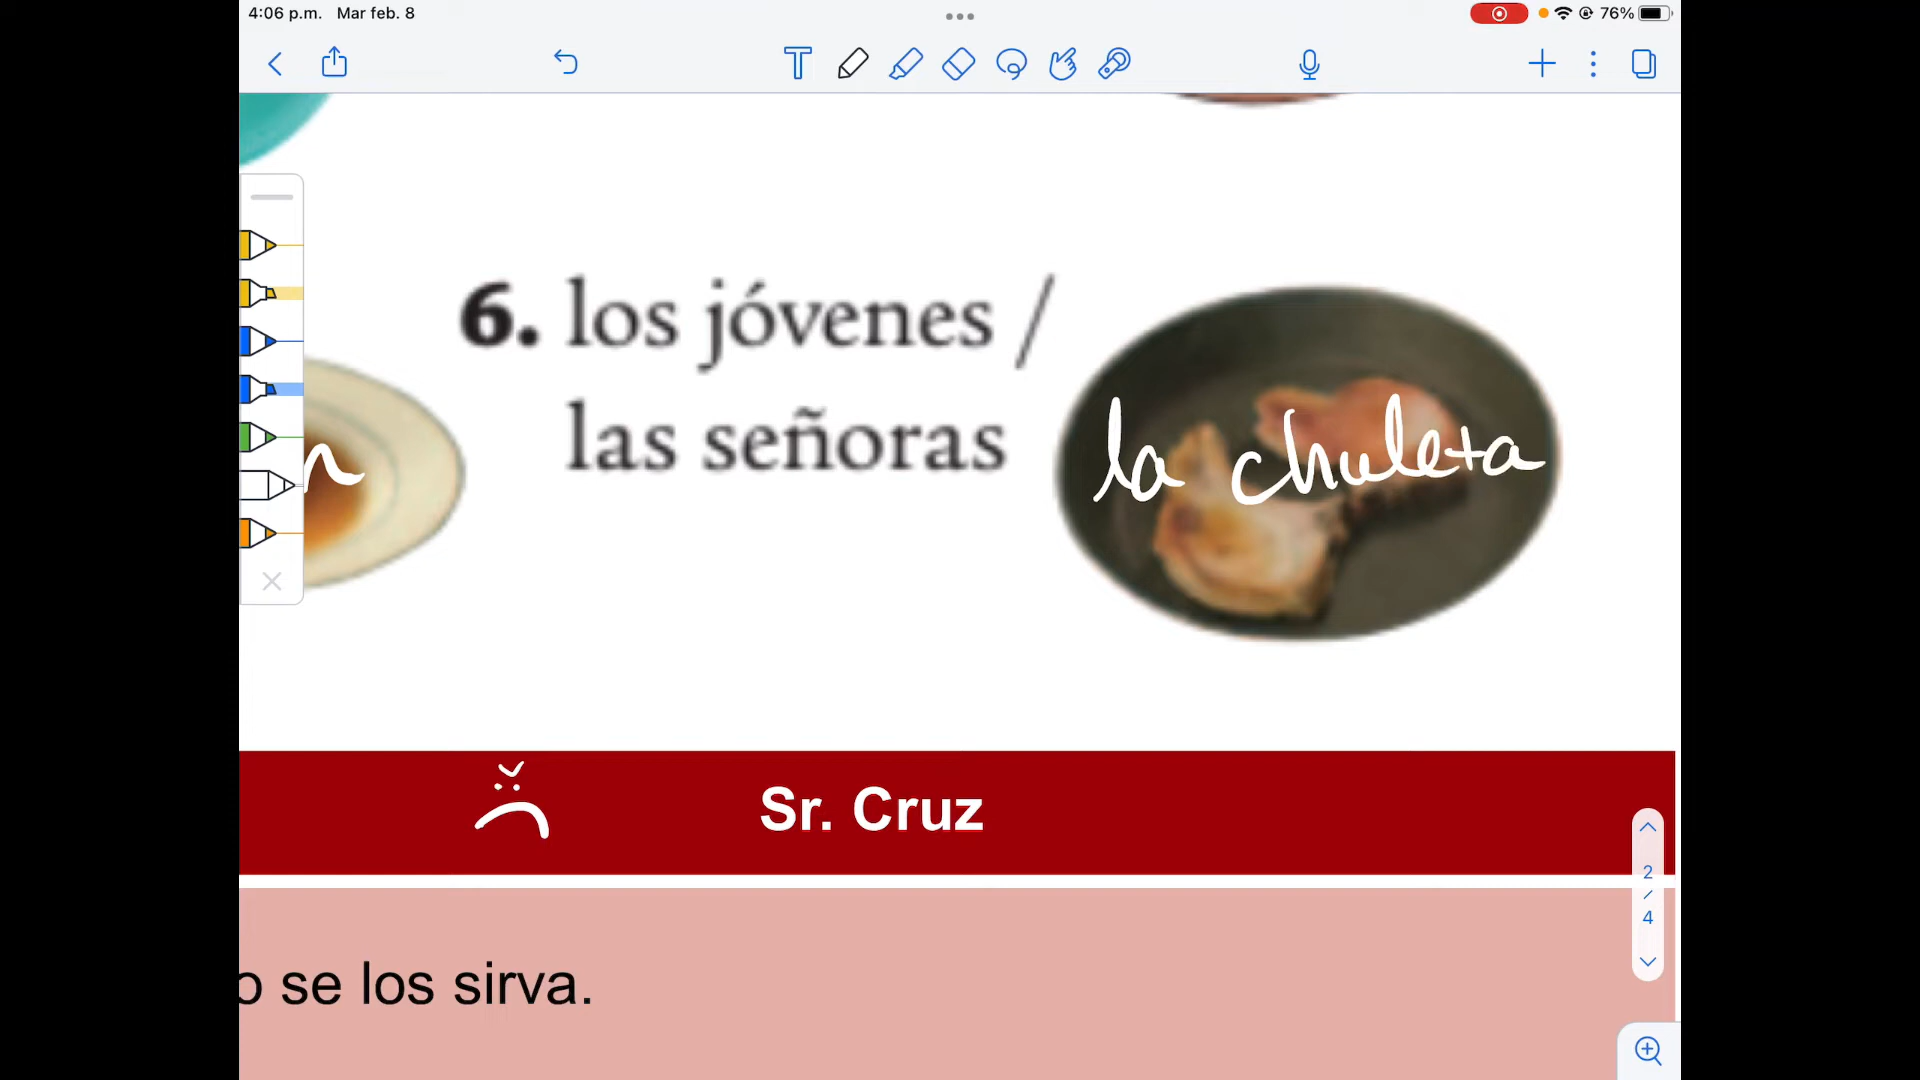 4:06 p.m. Mar feb. 8
76%
6. los jóvenes /
las señoras
la chuleta
n
Sr. Cruz
2
/
4
o se los sirva.